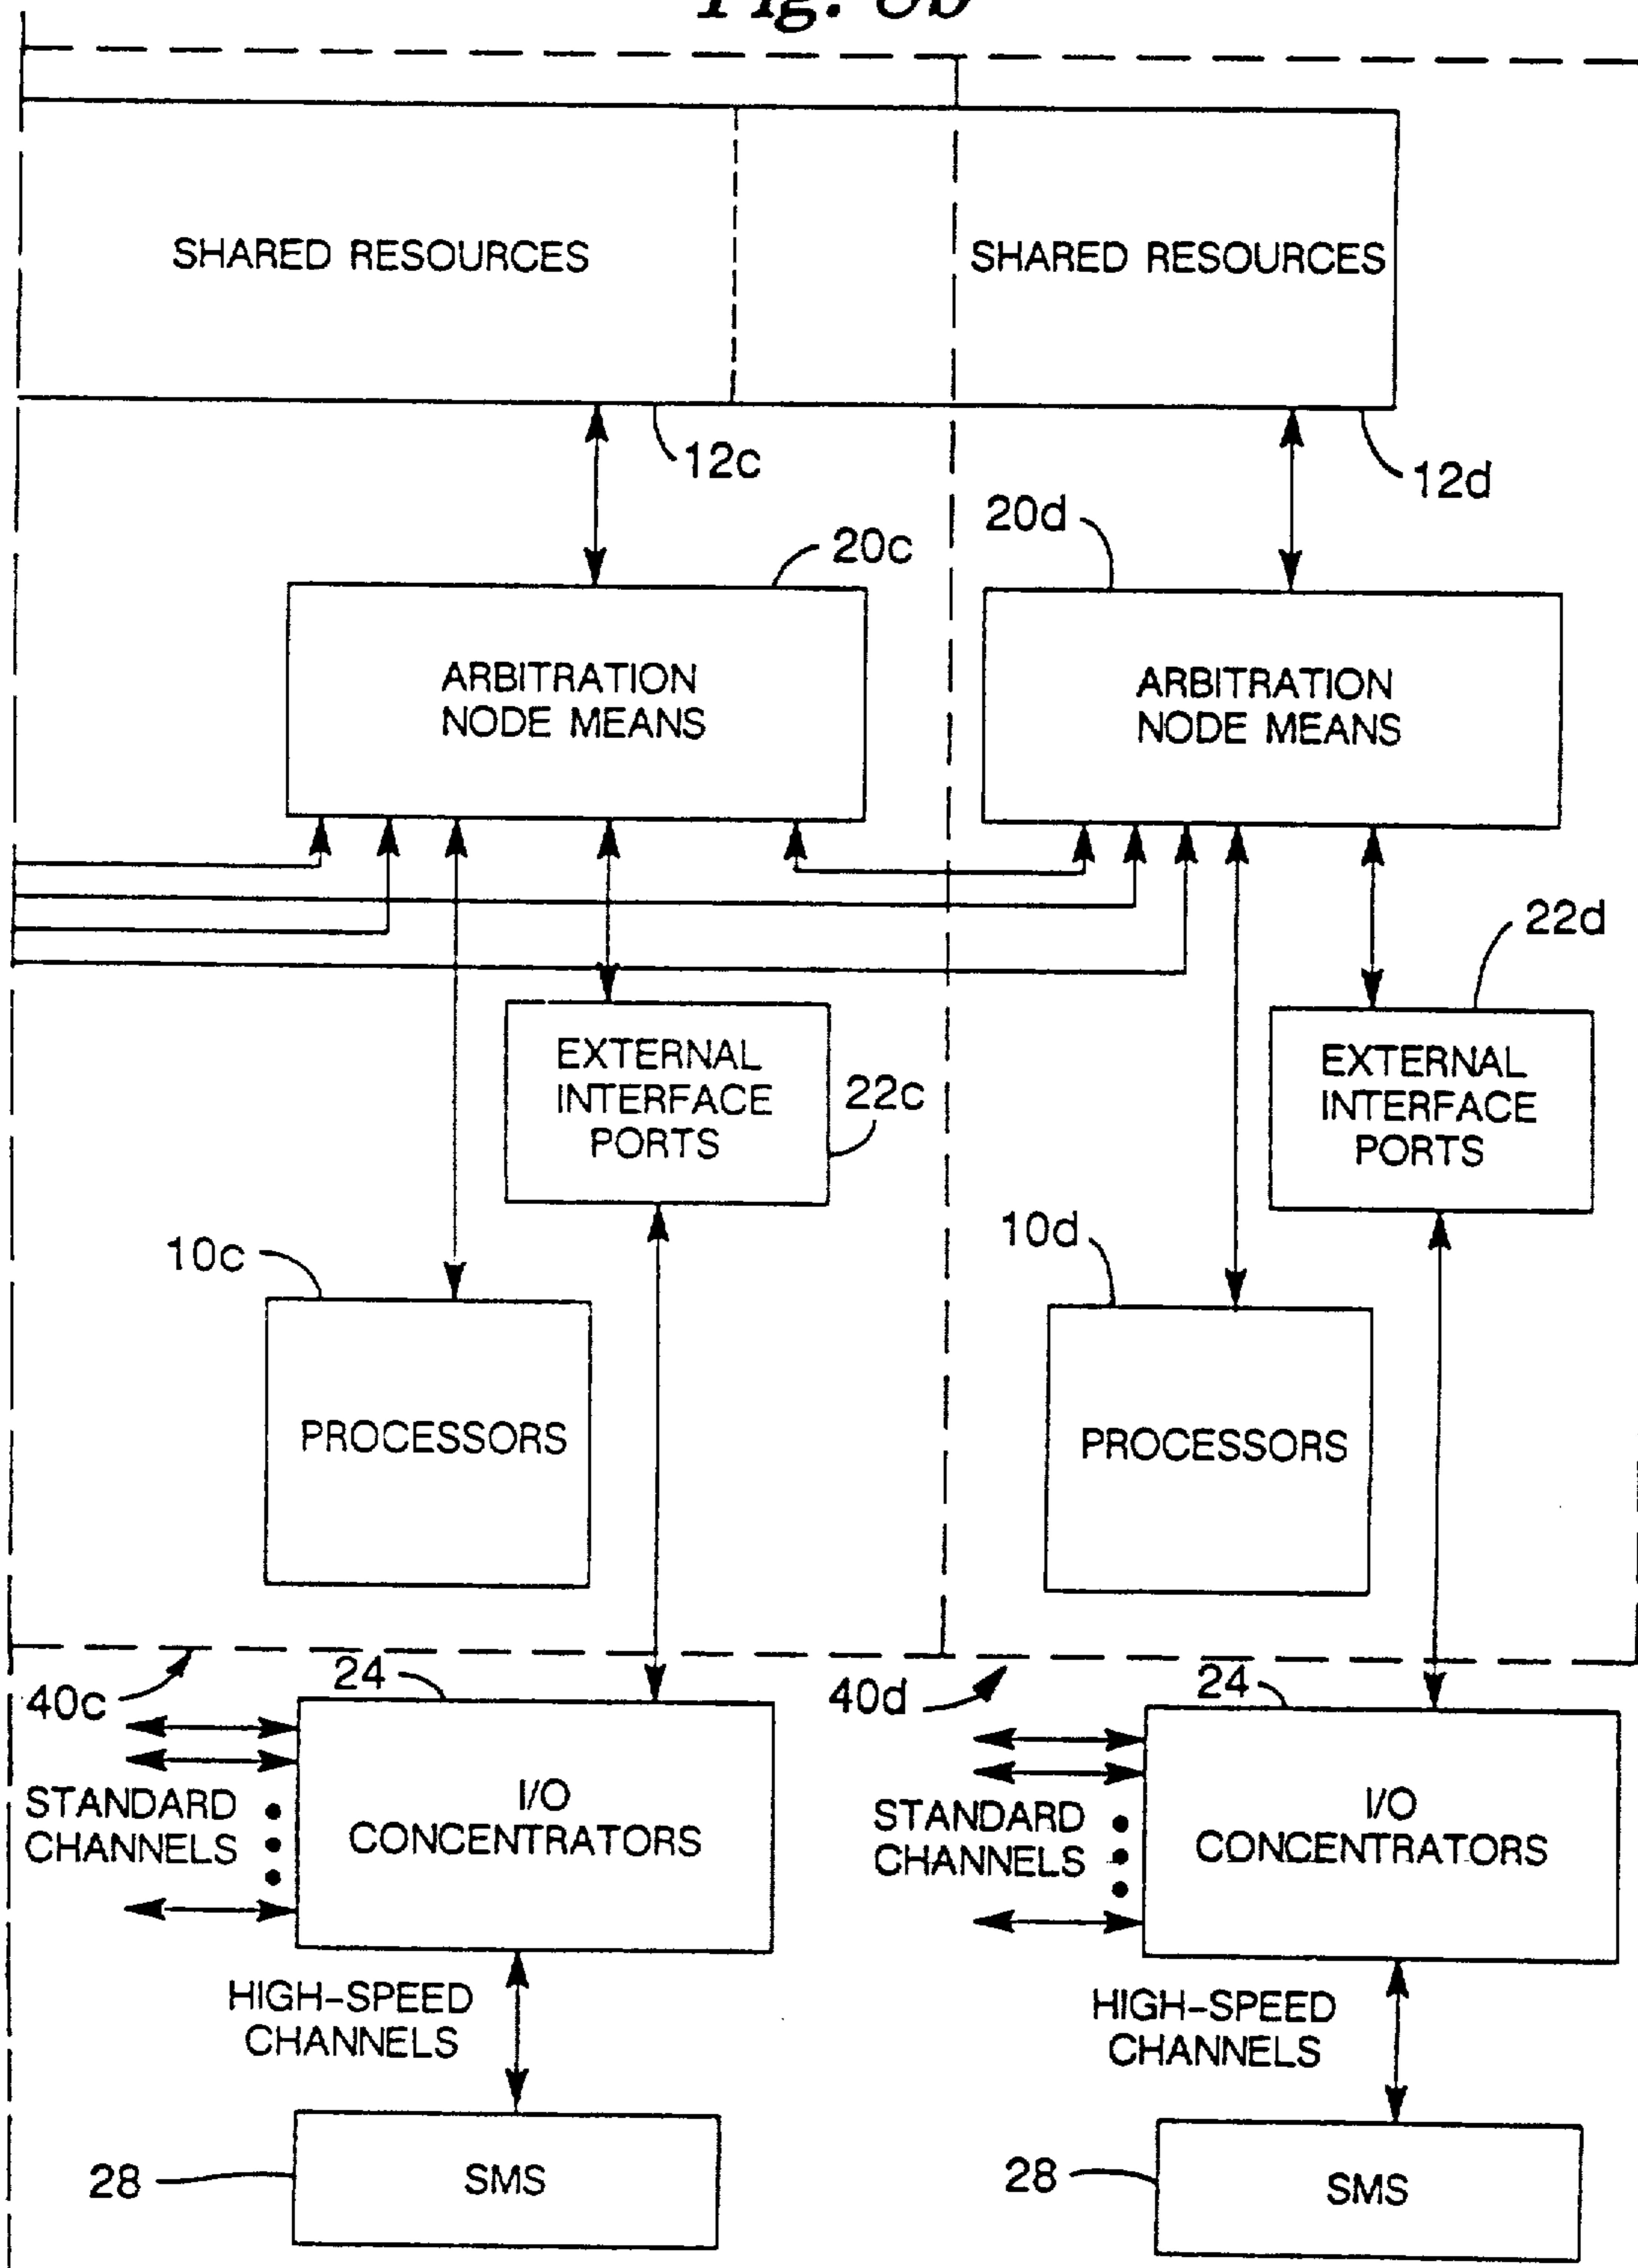 SHARED RESOURCES
SHARED RESOURCES
12c
12d
20c
20d
ARBITRATION
NODE MEANS
ARBITRATION
NODE MEANS
22d
EXTERNAL
INTERFACE
PORTS
22c
EXTERNAL
INTERFACE
PORTS
10c
10d
PROCESSORS
PROCESSORS
40c
24
40d
24
STANDARD
CHANNELS
I/O
CONCENTRATORS
STANDARD
CHANNELS
I/O
CONCENTRATORS
HIGH-SPEED
CHANNELS
HIGH-SPEED
CHANNELS
28
SMS
28
SMS